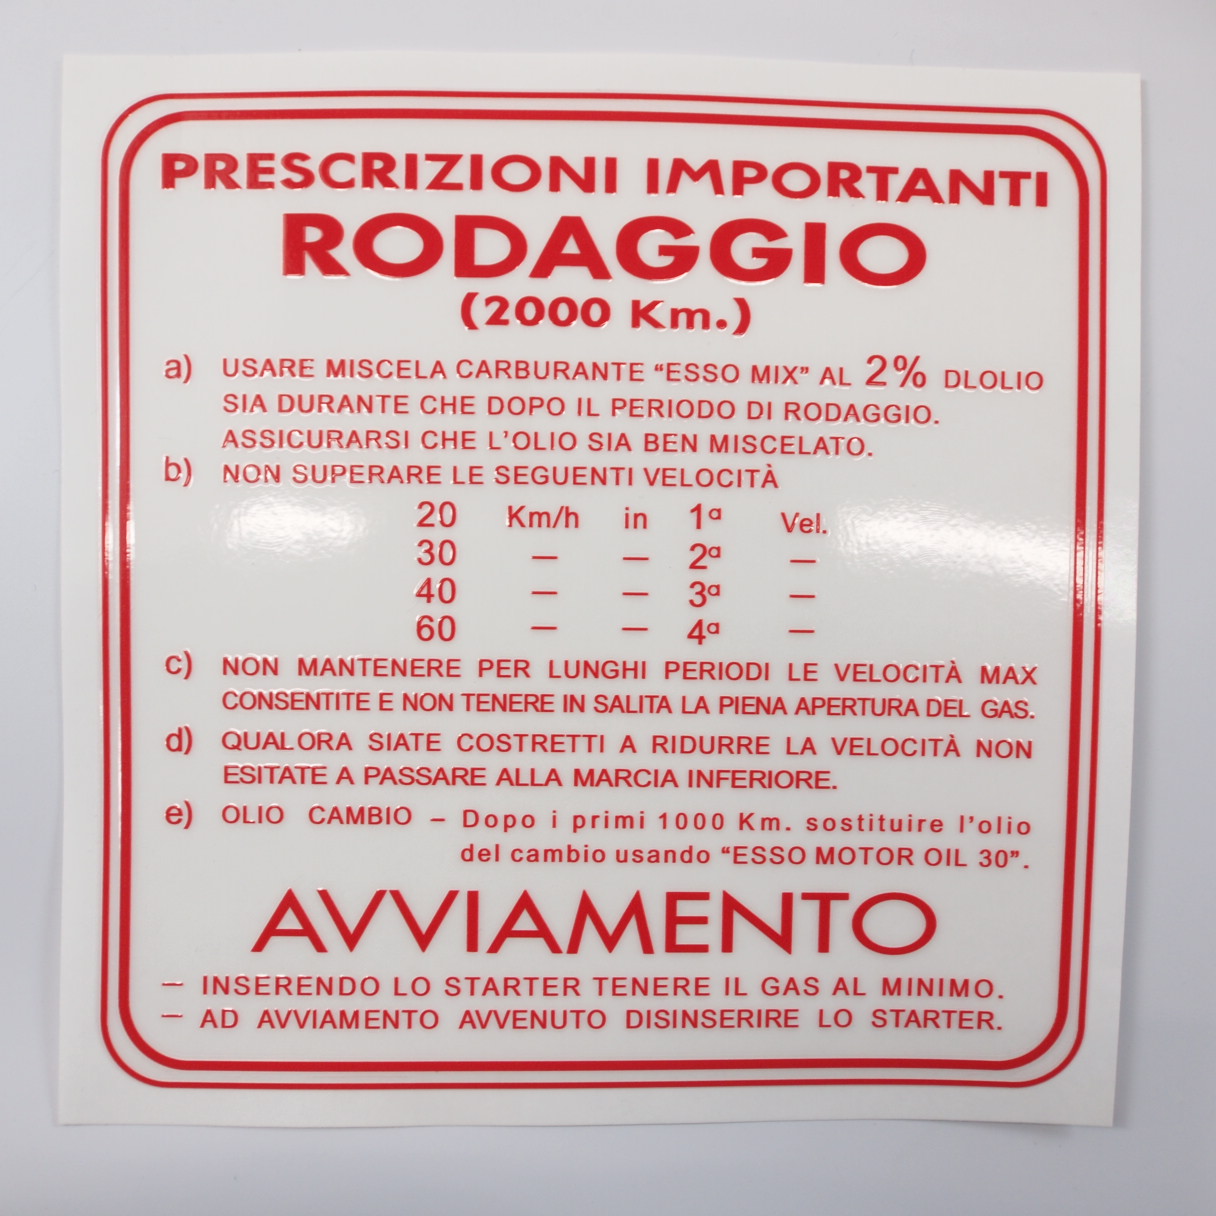 PRESCRIZIONI IMPORTANTI
RODAGGIO
(2000 Km.)
a) USARE MISCELA CARBURANTE “ESSO MIX” AL 2% DLOLIO
SIA DURANTE CHE DOPO IL PERIODO DI RODAGGIO.
ASSICURARSI CHE L’OLIO SIA BEN MISCELATO.
b) NON SUPERARE LE SEGUENTI VELOCITÀ
20 Km/h in 1ª Vel.
30 — — 2ª —
40 — — 3ª —
60 — — 4ª —
c) NON MANTENERE PER LUNGHI PERIODI LE VELOCITÀ MAX
CONSENTITE E NON TENERE IN SALITA LA PIENA APERTURA DEL GAS.
d) QUALORA SIATE COSTRETTI A RIDURRE LA VELOCITÀ NON
ESITATE A PASSARE ALLA MARCIA INFERIORE.
e) OLIO CAMBIO – Dopo i primi 1000 Km. sostituire l’olio
del cambio usando “ESSO MOTOR OIL 30”.
AVVIAMENTO
— INSERENDO LO STARTER TENERE IL GAS AL MINIMO.
— AD AVVIAMENTO AVVENUTO DISINSERIRE LO STARTER.